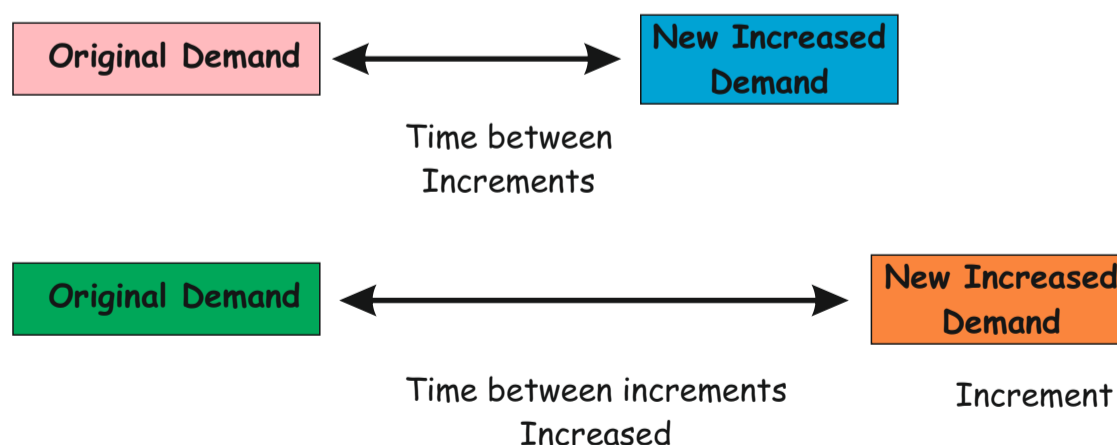 Original Demand
New Increased
Demand
Time between
Increments
Original Demand
New Increased
Demand
Time between increments
Increased
Increment